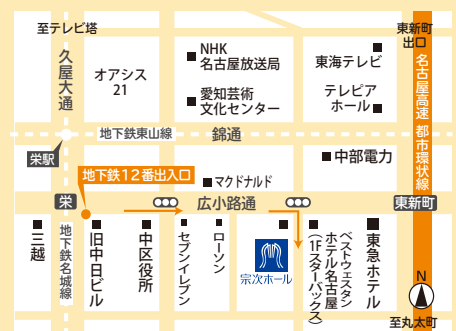 至テレビ塔
久屋大通
オアシス
21
NHK
名古屋放送局
愛知芸術
文化センター
東海テレビ
テレピア
ホール
東新町
出口
名古屋高速 都市環状線
地下鉄東山線
錦通
栄駅
中部電力
地下鉄12番出入口
マクドナルド
栄
広小路通
東新町
三越
地下鉄名城線
旧中日ビル
中区役所
セブンイレブン
ローソン
宗次ホール
ベストウェスタン
ホテル名古屋
(1Fスターバックス)
東急ホテル
N
至丸太町